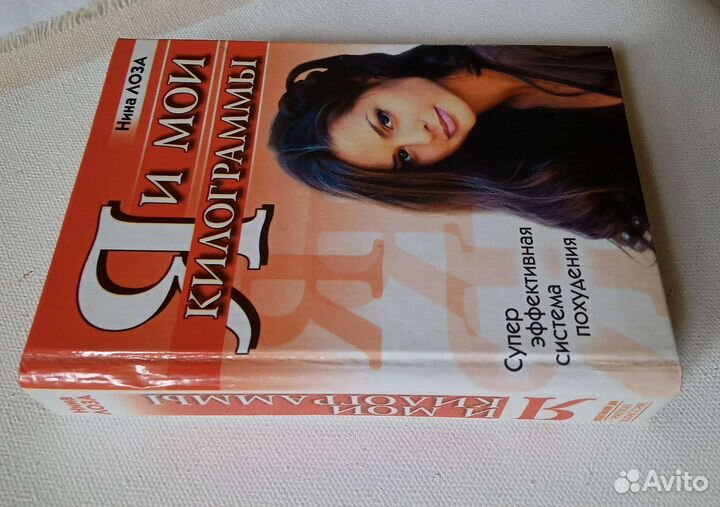 Нина ЛОЗА
Я И МОИ
КИЛОГРАММЫ
Супер
эффективная
система
похудения
НИНА
ЛОЗА
Я И МОИ
КИЛОГРАММЫ
Avito